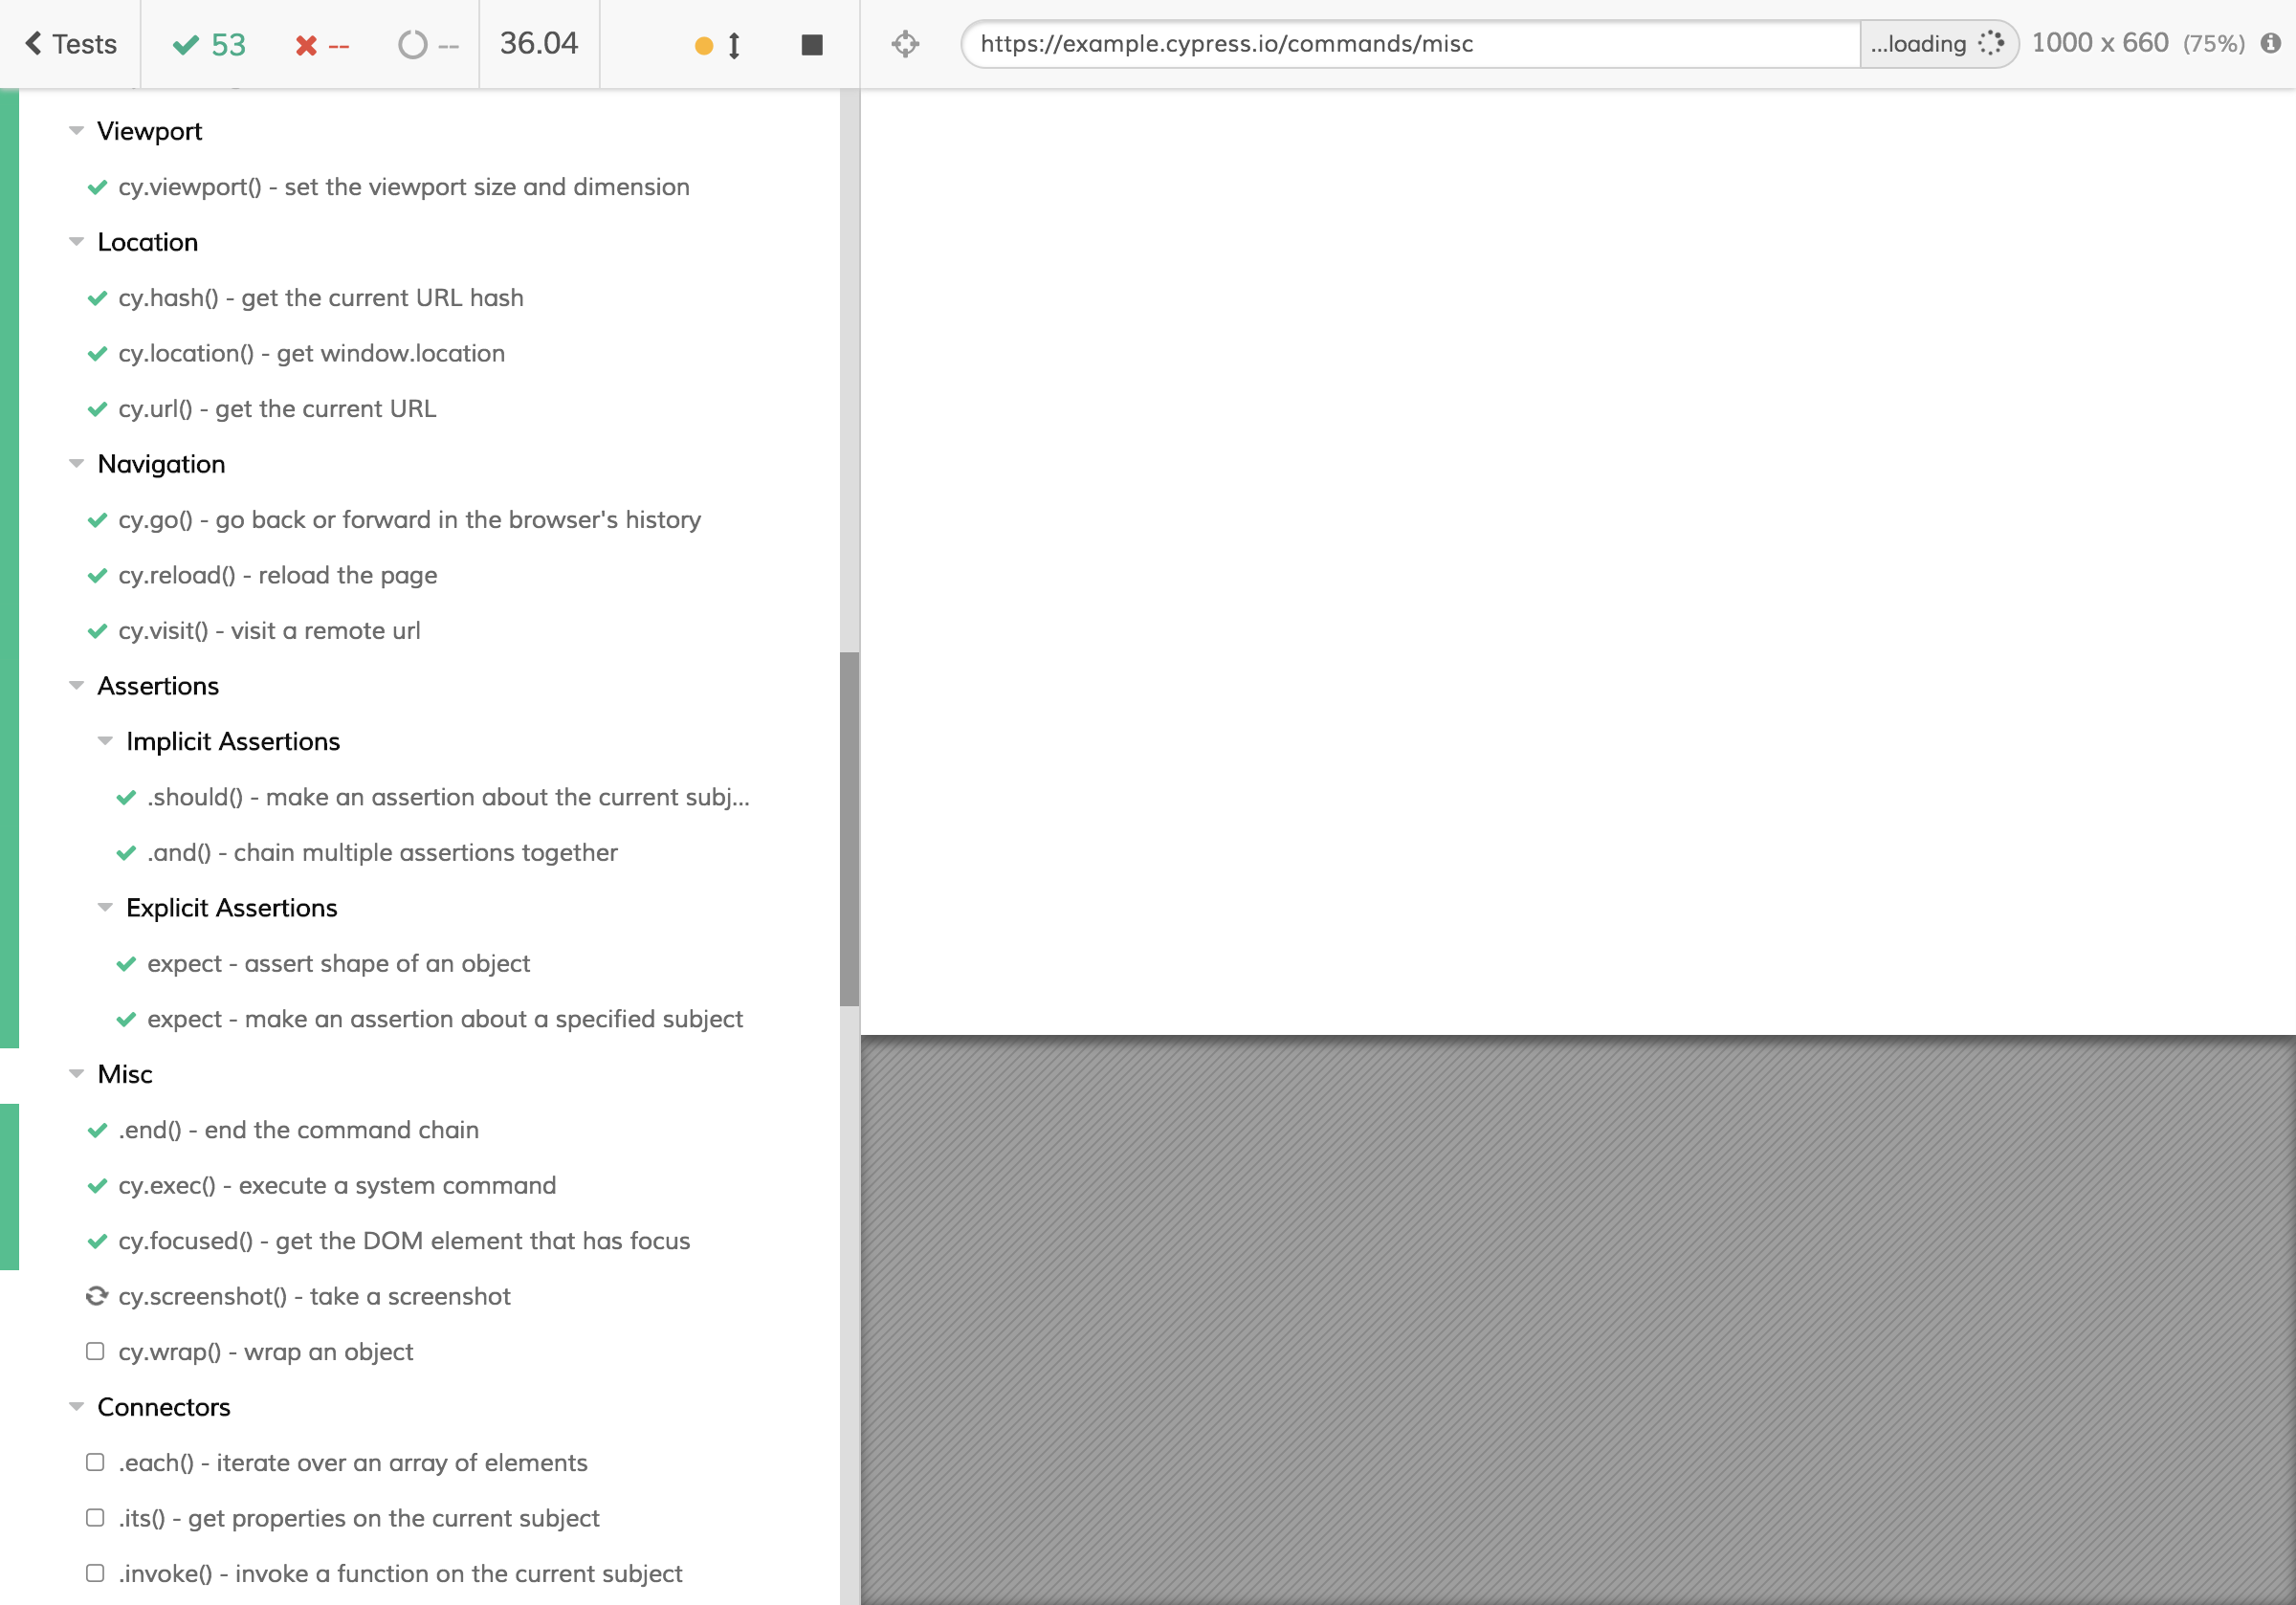 Tests 53 -- -- 36.04 https://example.cypress.io/commands/misc ...loading 1000 x 660 (75%)
Viewport
cy.viewport() - set the viewport size and dimension
Location
cy.hash() - get the current URL hash
cy.location() - get window.location
cy.url() - get the current URL
Navigation
cy.go() - go back or forward in the browser's history
cy.reload() - reload the page
cy.visit() - visit a remote url
Assertions
Implicit Assertions
.should() - make an assertion about the current subj...
.and() - chain multiple assertions together
Explicit Assertions
expect - assert shape of an object
expect - make an assertion about a specified subject
Misc
.end() - end the command chain
cy.exec() - execute a system command
cy.focused() - get the DOM element that has focus
cy.screenshot() - take a screenshot
cy.wrap() - wrap an object
Connectors
.each() - iterate over an array of elements
.its() - get properties on the current subject
.invoke() - invoke a function on the current subject